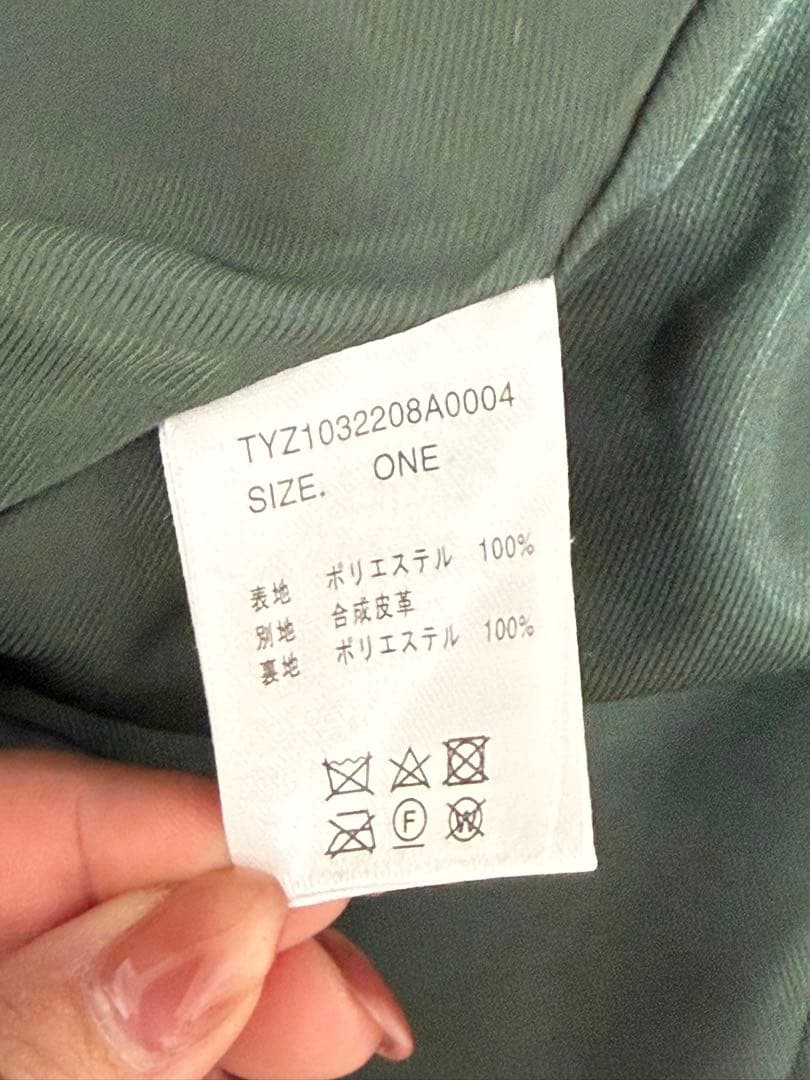 TYZ1032208A0004
SIZE. ONE
表地 ポリエステル 100%
別地 合成皮革
裏地 ポリエステル 100%
F W